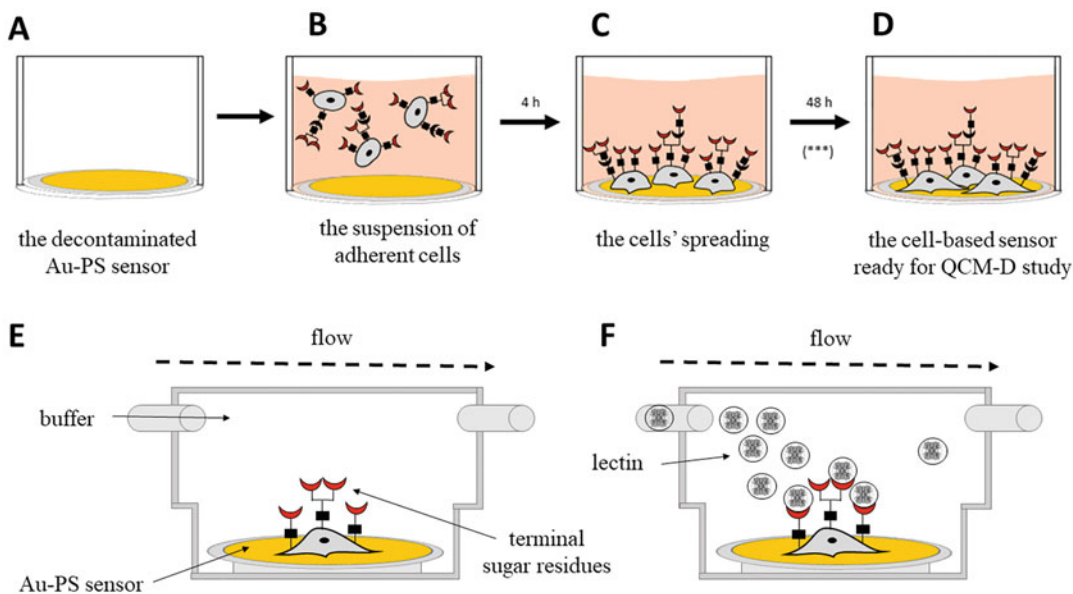 A
B
C
D
4 h
48 h
(***)
the decontaminated
Au-PS sensor
the suspension of
adherent cells
the cells' spreading
the cell-based sensor
ready for QCM-D study
E
flow
buffer
terminal
sugar residues
Au-PS sensor
F
flow
lectin